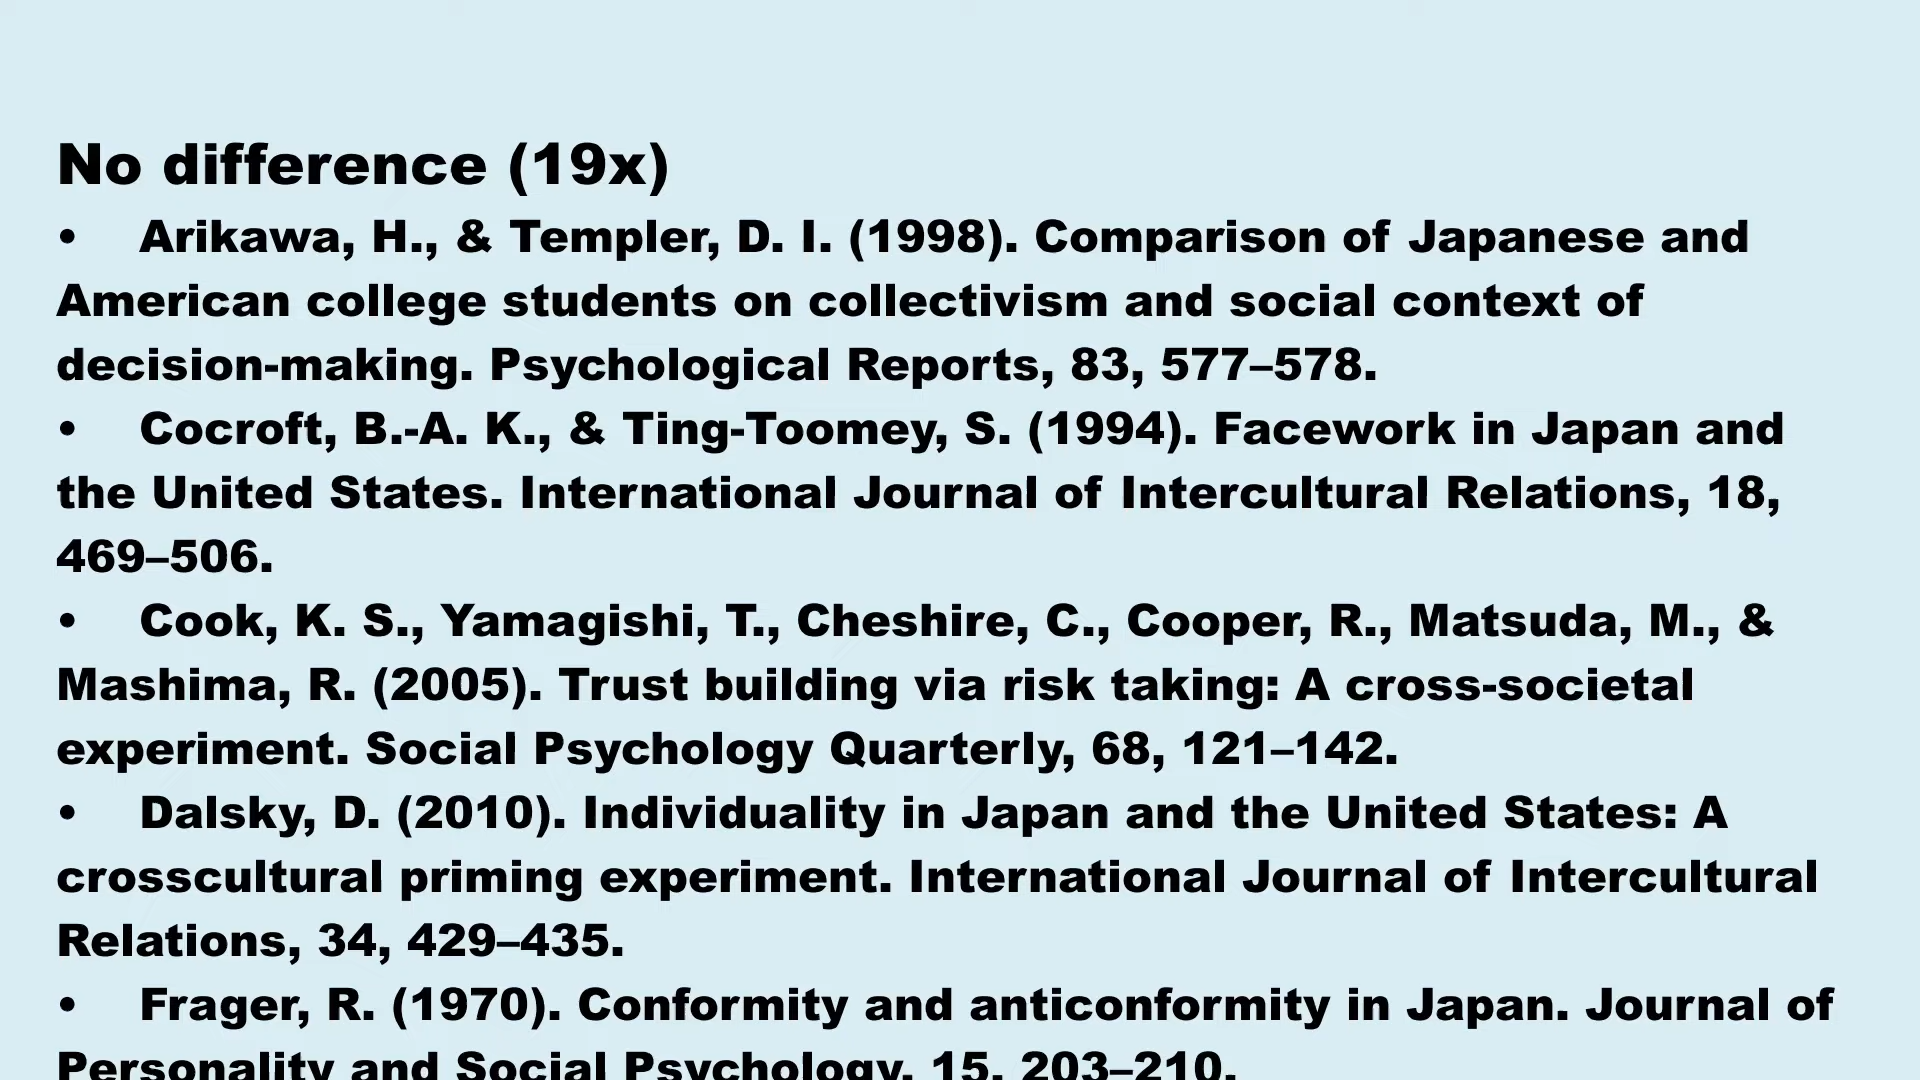 No difference (19x)
• Arikawa, H., & Templer, D. I. (1998). Comparison of Japanese and
American college students on collectivism and social context of
decision-making. Psychological Reports, 83, 577–578.
• Cocroft, B.-A. K., & Ting-Toomey, S. (1994). Facework in Japan and
the United States. International Journal of Intercultural Relations, 18,
469–506.
• Cook, K. S., Yamagishi, T., Cheshire, C., Cooper, R., Matsuda, M., &
Mashima, R. (2005). Trust building via risk taking: A cross-societal
experiment. Social Psychology Quarterly, 68, 121–142.
• Dalsky, D. (2010). Individuality in Japan and the United States: A
crosscultural priming experiment. International Journal of Intercultural
Relations, 34, 429–435.
• Frager, R. (1970). Conformity and anticonformity in Japan. Journal of
Personality and Social Psychology, 15, 203–210.